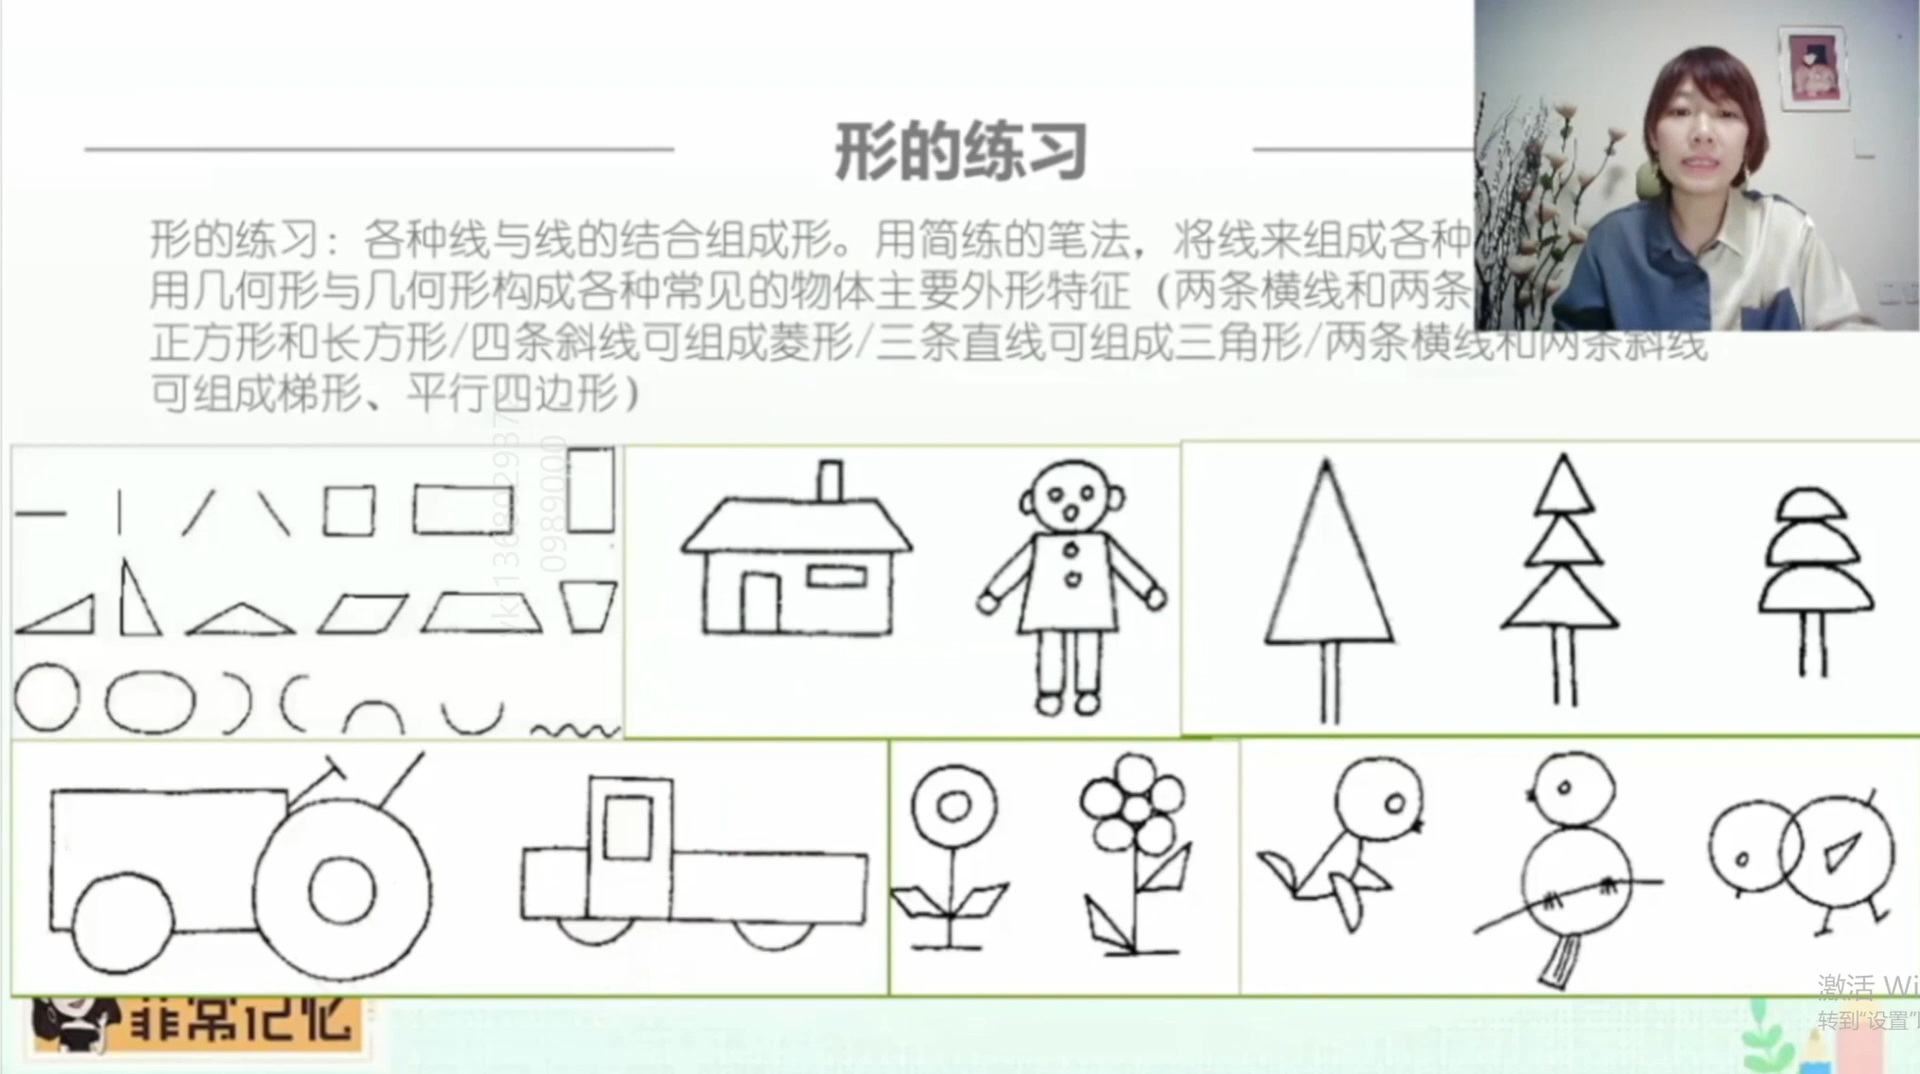 形的练习
形的练习：各种线与线的结合组成形。用简练的笔法，将线来组成各种
用几何形与几何形构成各种常见的物体主要外形特征（两条横线和两条
正方形和长方形/四条斜线可组成菱形/三条直线可组成三角形/两条横线和两条斜线
可组成梯形、平行四边形）
非常记忆
激活 Wi
转到"设置"